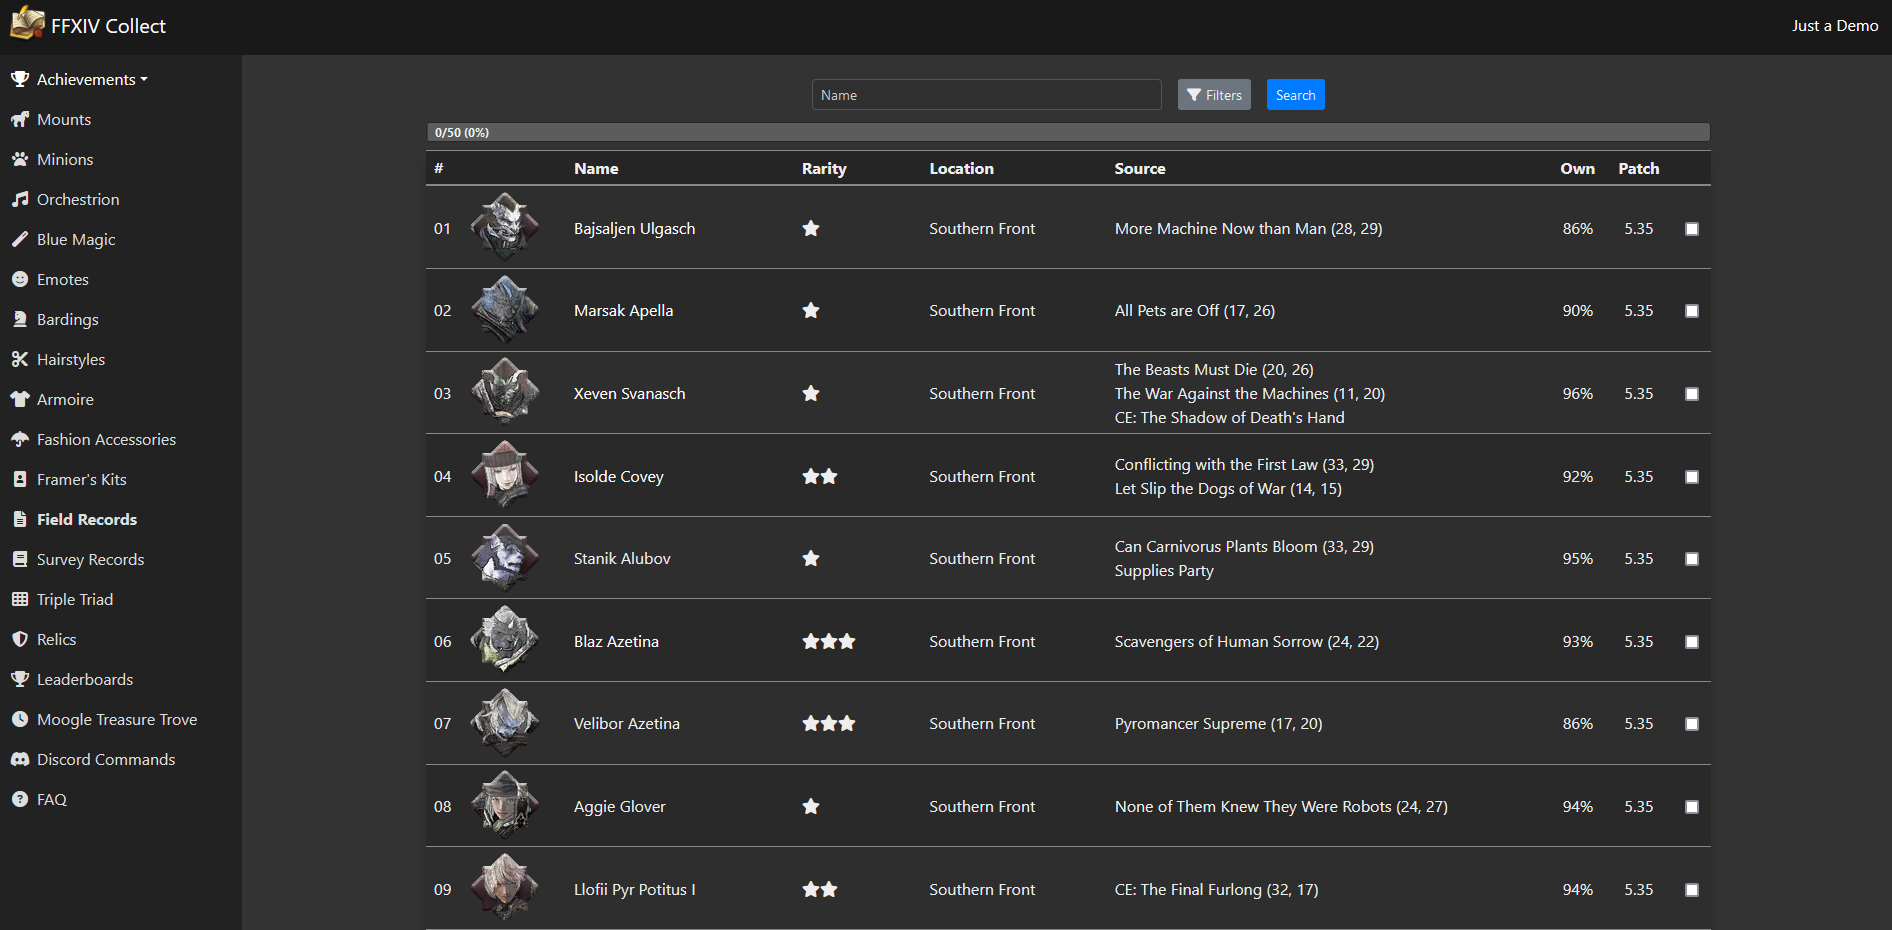 FFXIV Collect
Just a Demo
Achievements
Mounts
Minions
Orchestrion
Blue Magic
Emotes
Bardings
Hairstyles
Armoire
Fashion Accessories
Framer's Kits
Field Records
Survey Records
Triple Triad
Relics
Leaderboards
Moogle Treasure Trove
Discord Commands
FAQ
Name Filters Search
0/50 (0%)
# Name Rarity Location Source Own Patch
01 Bajsaljen Ulgasch Southern Front More Machine Now than Man (28, 29) 86% 5.35
02 Marsak Apella Southern Front All Pets are Off (17, 26) 90% 5.35
The Beasts Must Die (20, 26)
03 Xeven Svanasch Southern Front The War Against the Machines (11, 20) 96% 5.35
CE: The Shadow of Death's Hand
Conflicting with the First Law (33, 29)
04 Isolde Covey Southern Front 92% 5.35
Let Slip the Dogs of War (14, 15)
Can Carnivorus Plants Bloom (33, 29)
05 Stanik Alubov Southern Front 95% 5.35
Supplies Party
06 Blaz Azetina Southern Front Scavengers of Human Sorrow (24, 22) 93% 5.35
07 Velibor Azetina Southern Front Pyromancer Supreme (17, 20) 86% 5.35
08 Aggie Glover Southern Front None of Them Knew They Were Robots (24, 27) 94% 5.35
09 Llofii Pyr Potitus I Southern Front CE: The Final Furlong (32, 17) 94% 5.35